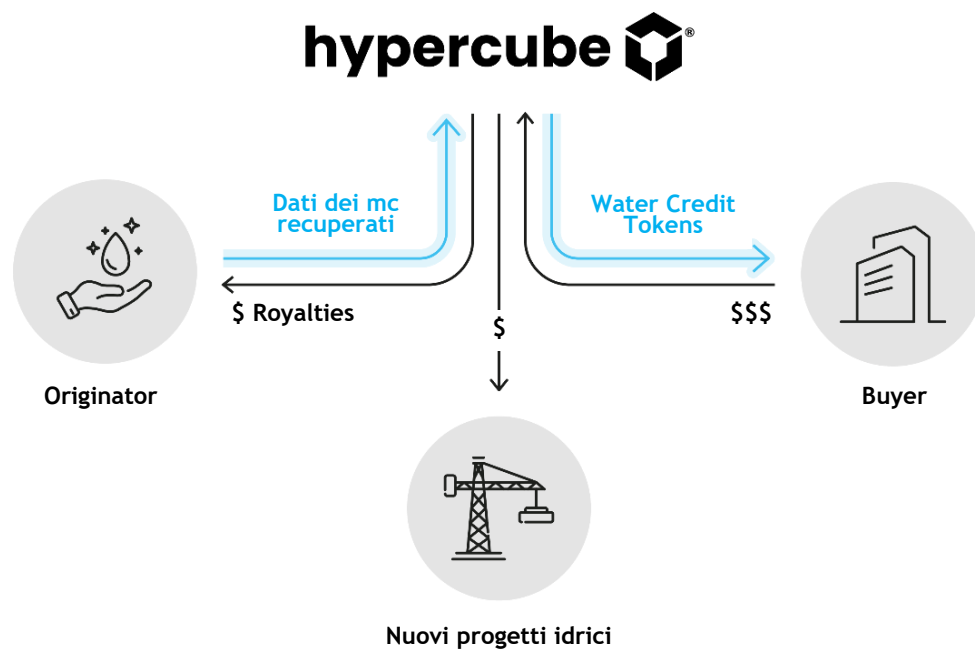 hypercube ®
Dati dei mc
recuperati
Water Credit
Tokens
$ Royalties
$
$$$
Originator
Buyer
Nuovi progetti idrici